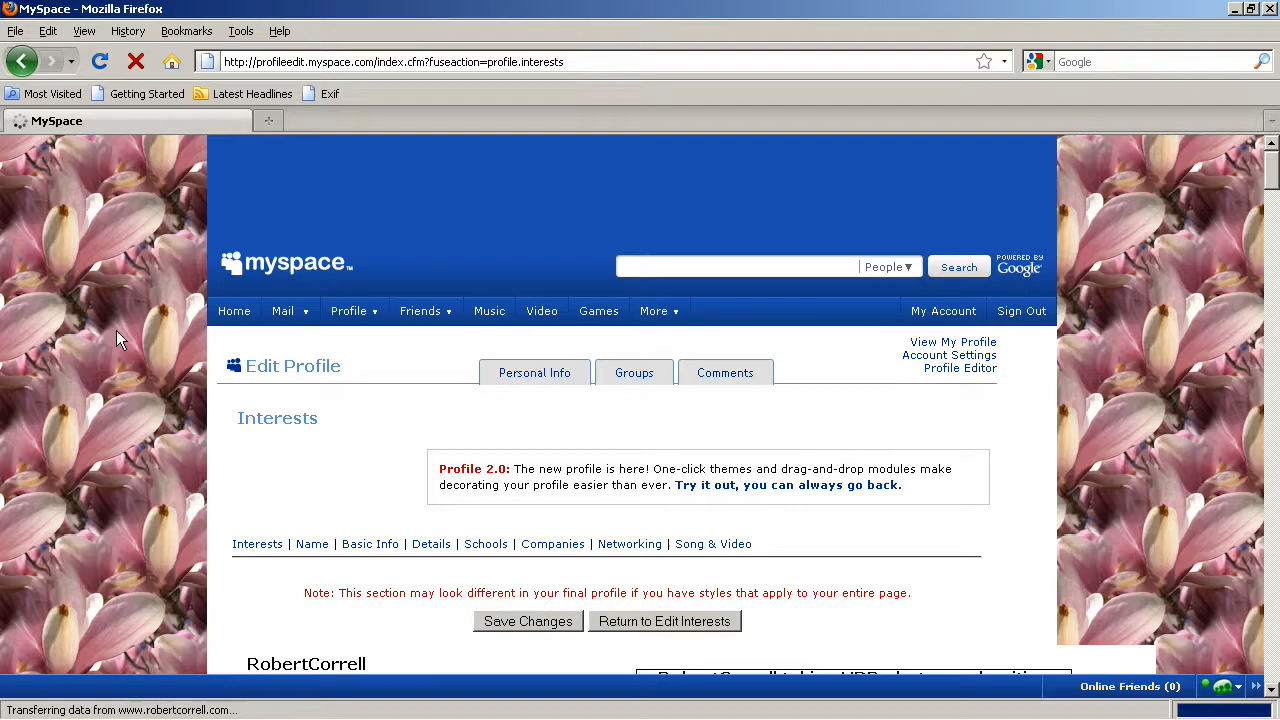 MySpace - Mozilla Firefox
File Edit View History Bookmarks Tools Help
http://profileedit.myspace.com/index.cfm?fuseaction=profile.interests
Google
Most Visited Getting Started Latest Headlines Exif
MySpace
myspace™
People▼ Search POWERED BY Google
Home Mail ▼ Profile ▼ Friends ▼ Music Video Games More ▼ My Account Sign Out
View My Profile
Account Settings
Profile Editor
Edit Profile Personal Info Groups Comments
Interests
Profile 2.0: The new profile is here! One-click themes and drag-and-drop modules make
decorating your profile easier than ever. Try it out, you can always go back.
Interests | Name | Basic Info | Details | Schools | Companies | Networking | Song & Video
Note: This section may look different in your final profile if you have styles that apply to your entire page.
Save Changes Return to Edit Interests
RobertCorrell
Online Friends (0)
Transferring data from www.robertcorrell.com...